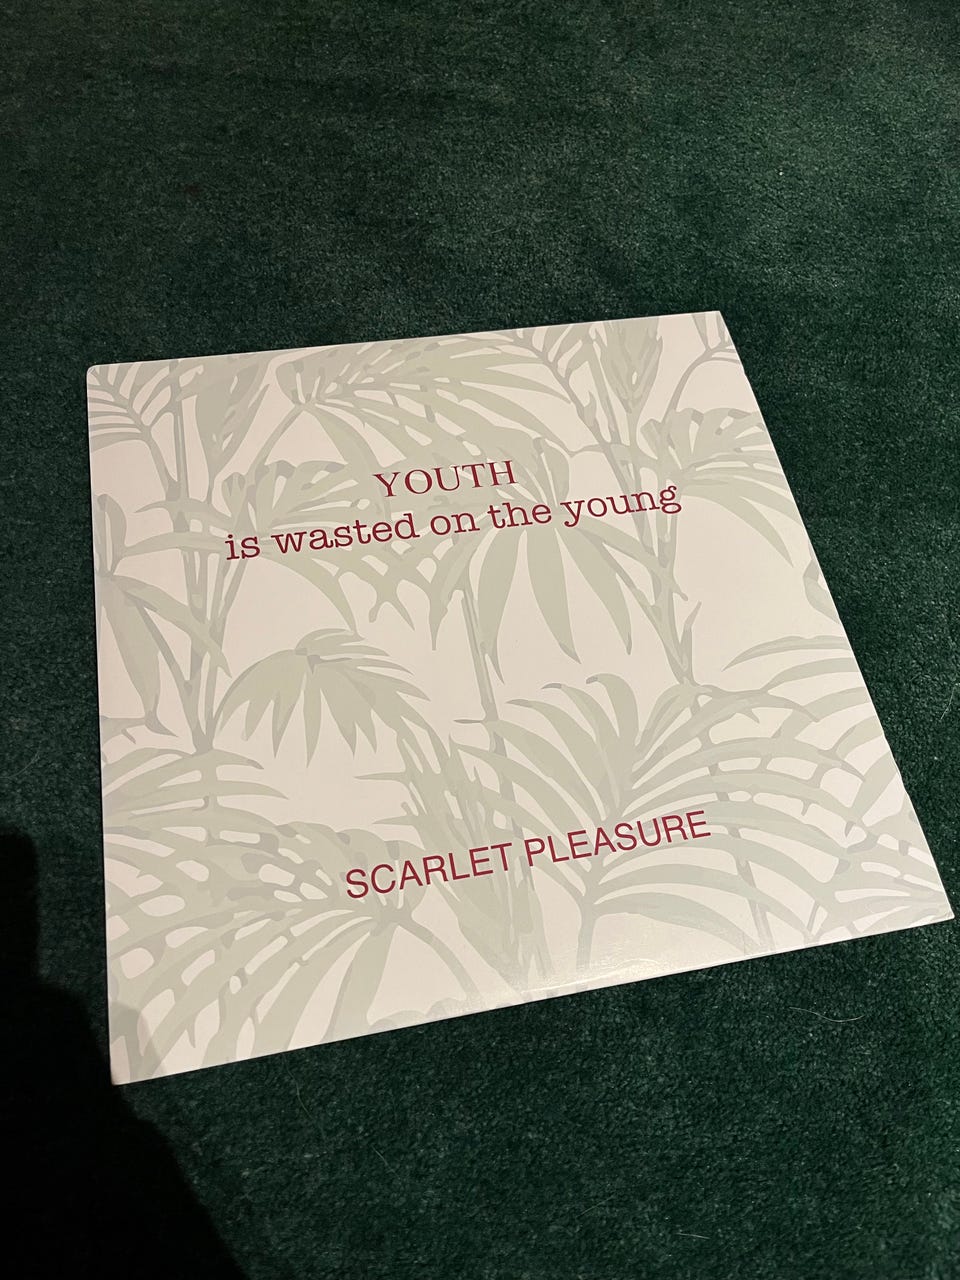 YOUTH
is wasted on the young
SCARLET PLEASURE